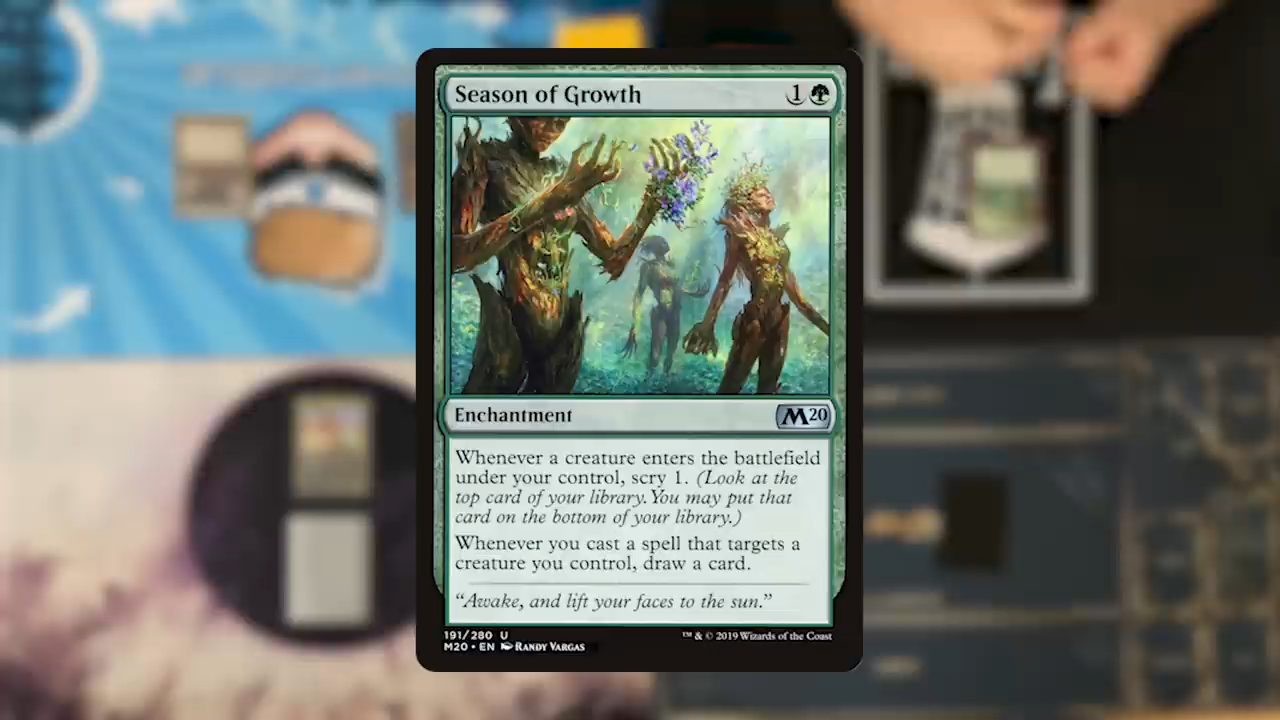 Season of Growth 1
Enchantment M20
Whenever a creature enters the battlefield
under your control, scry 1. (Look at the
top card of your library. You may put that
card on the bottom of your library.)
Whenever you cast a spell that targets a
creature you control, draw a card.
“Awake, and lift your faces to the sun.”
191/280 U ™ & © 2019 Wizards of the Coast
M20 • EN RANDY VARGAS